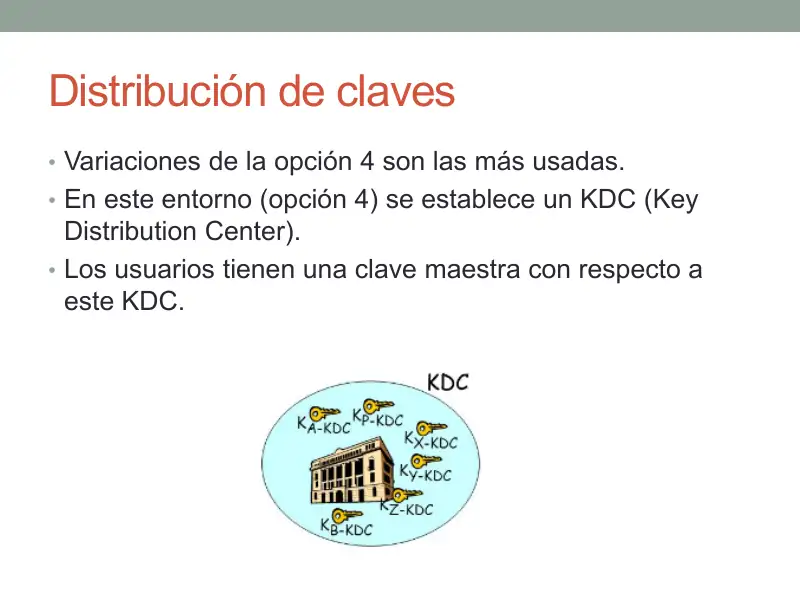 Distribución de claves
• Variaciones de la opción 4 son las más usadas.
• En este entorno (opción 4) se establece un KDC (Key
Distribution Center).
• Los usuarios tienen una clave maestra con respecto a
este KDC.
KDC
KA-KDC
KP-KDC
KX-KDC
KY-KDC
KZ-KDC
KB-KDC